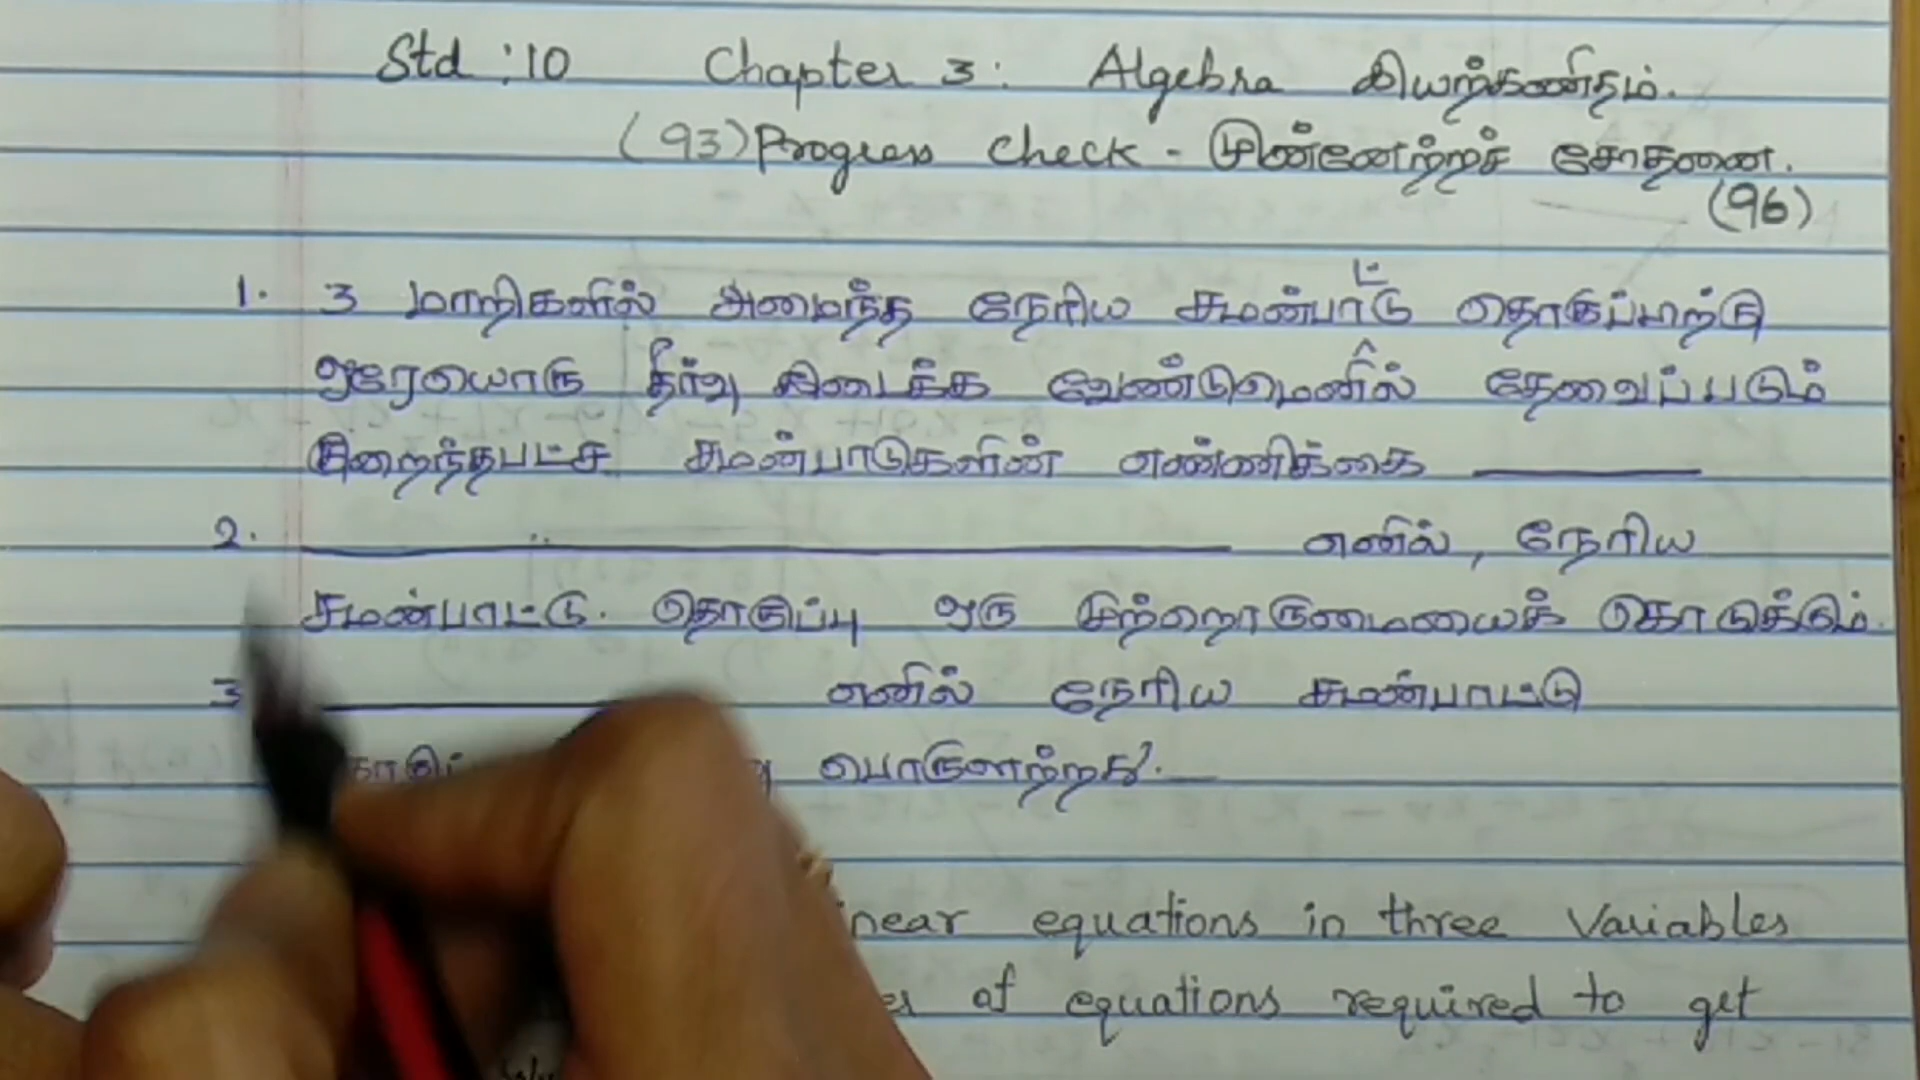 Std : 10 Chapter 3 : Algebra இயற்கணிதம்.
(93) Progress Check - முன்னேற்றச் சோதனை.
(96)
1. 3 மாறிகளில் அமைந்த நேரிய சமன்பாட்டு தொகுப்பிற்கு
ஒரேயொரு தீர்வு கிடைக்க வேண்டுமெனில் தேவைப்படும்
குறைந்தபட்ச சமன்பாடுகளின் எண்ணிக்கை
2. எனில், நேரிய
சமன்பாட்டு தொகுப்பு ஒரு முற்றொருமையைக் கொடுக்கும்.
3 எனில் நேரிய சமன்பாட்டு
பொருளற்றது.
equations in three Variables
of equations required to get